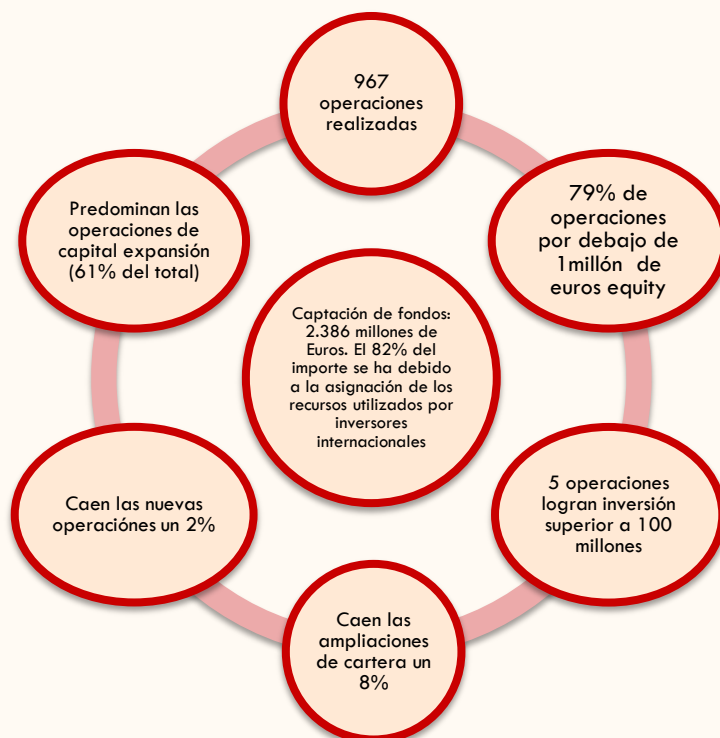 967
operaciones
realizadas
79% de
operaciones
por debajo de
1millón de
euros equity
5 operaciones
logran inversión
superior a 100
millones
Caen las
ampliaciones
de cartera un
8%
Caen las nuevas
operaciónes un 2%
Predominan las
operaciones de
capital expansión
(61% del total)
Captación de fondos:
2.386 millones de
Euros. El 82% del
importe se ha debido
a la asignación de los
recursos utilizados por
inversores
internacionales